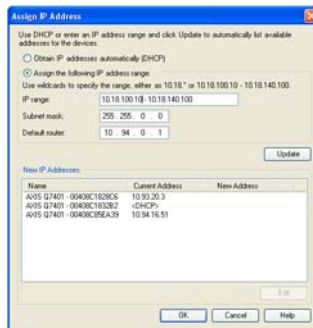 Assign IP Address
Use DHCP or enter an IP address range and click Update to automatically list available
addresses for the devices.
Obtain IP addresses automatically (DHCP)
Assign the following IP address range:
Use wildcards to specify the range, either as 10.18.* or 10.18.100.10 - 10.18.140.100.
IP range: 10.18.100.10 - 10.18.140.100
Subnet mask: 255 . 255 . 0 . 0
Default router: 10 . 94 . 0 . 1
Update
New IP Addresses:
Name Current Address New Address
AXIS Q7401 - 00408C1828C6 10.93.20.3
AXIS Q7401 - 00408C1832B2 <DHCP>
AXIS Q7401 - 00408C85EA39 10.94.16.51
Edit
OK Cancel Help